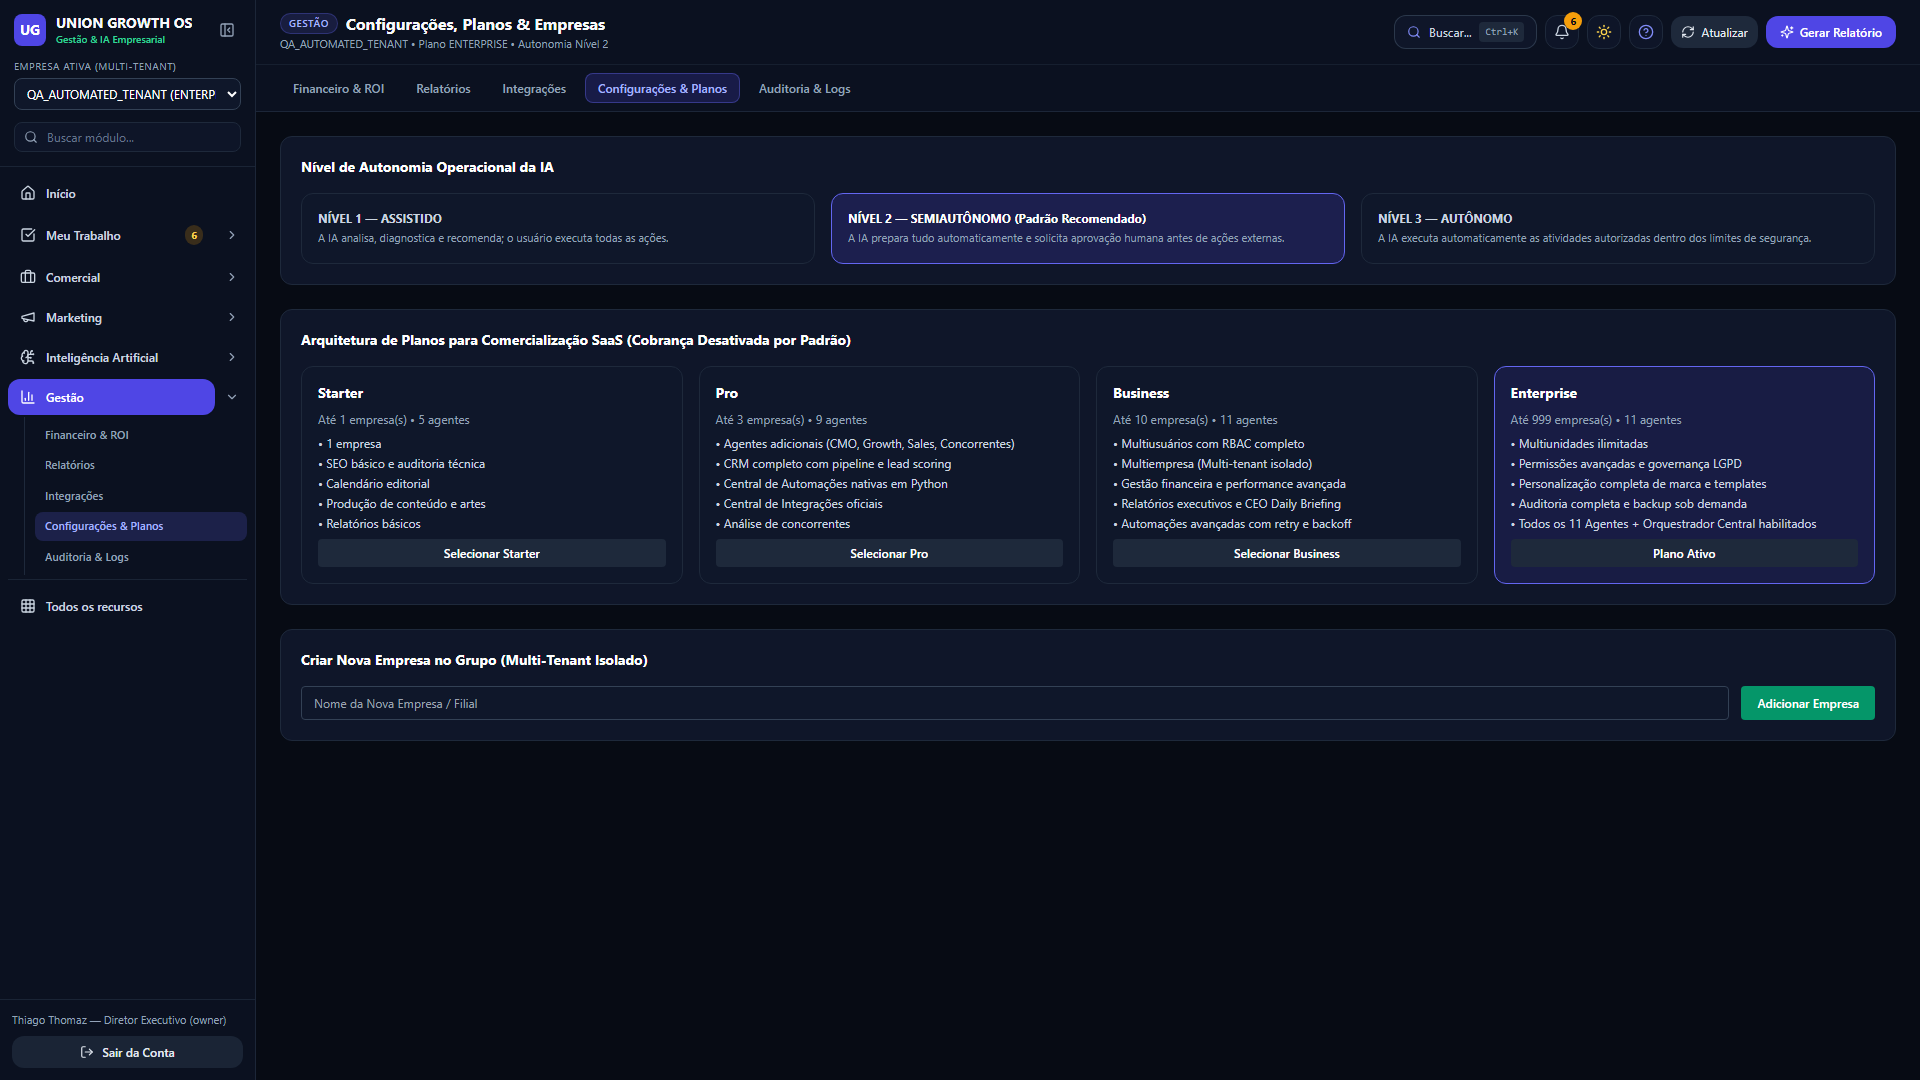 UG
UNION GROWTH OS
Gestão & IA Empresarial
EMPRESA ATIVA (MULTI-TENANT)
QA_AUTOMATED_TENANT (ENTERP
Buscar módulo...
Início
Meu Trabalho
6
Comercial
Marketing
Inteligência Artificial
Gestão
Financeiro & ROI
Relatórios
Integrações
Configurações & Planos
Auditoria & Logs
Todos os recursos
Thiago Thomaz — Diretor Executivo (owner)
Sair da Conta
GESTÃO
Configurações, Planos & Empresas
QA_AUTOMATED_TENANT • Plano ENTERPRISE • Autonomia Nível 2
Buscar...
Ctrl+K
6
Atualizar
Gerar Relatório
Financeiro & ROI
Relatórios
Integrações
Configurações & Planos
Auditoria & Logs
Nível de Autonomia Operacional da IA
NÍVEL 1 — ASSISTIDO
A IA analisa, diagnostica e recomenda; o usuário executa todas as ações.
NÍVEL 2 — SEMIAUTÔNOMO (Padrão Recomendado)
A IA prepara tudo automaticamente e solicita aprovação humana antes de ações externas.
NÍVEL 3 — AUTÔNOMO
A IA executa automaticamente as atividades autorizadas dentro dos limites de segurança.
Arquitetura de Planos para Comercialização SaaS (Cobrança Desativada por Padrão)
Starter
Até 1 empresa(s) • 5 agentes
• 1 empresa
• SEO básico e auditoria técnica
• Calendário editorial
• Produção de conteúdo e artes
• Relatórios básicos
Selecionar Starter
Pro
Até 3 empresa(s) • 9 agentes
• Agentes adicionais (CMO, Growth, Sales, Concorrentes)
• CRM completo com pipeline e lead scoring
• Central de Automações nativas em Python
• Central de Integrações oficiais
• Análise de concorrentes
Selecionar Pro
Business
Até 10 empresa(s) • 11 agentes
• Multiusuários com RBAC completo
• Multiempresa (Multi-tenant isolado)
• Gestão financeira e performance avançada
• Relatórios executivos e CEO Daily Briefing
• Automações avançadas com retry e backoff
Selecionar Business
Enterprise
Até 999 empresa(s) • 11 agentes
• Multiunidades ilimitadas
• Permissões avançadas e governança LGPD
• Personalização completa de marca e templates
• Auditoria completa e backup sob demanda
• Todos os 11 Agentes + Orquestrador Central habilitados
Plano Ativo
Criar Nova Empresa no Grupo (Multi-Tenant Isolado)
Nome da Nova Empresa / Filial
Adicionar Empresa